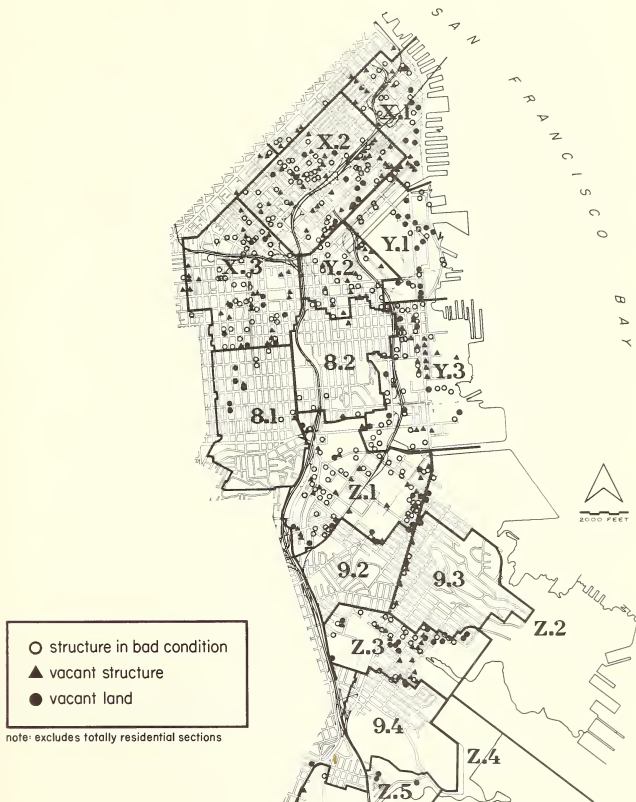 SAN FRANCISCO BAY
X.1
X.2
Y.1
X.3
Y.2
8.2
Y.3
8.1
Z.1
2000 FEET
9.2
9.3
Z.2
Z.3
9.4
Z.4
Z.5
structure in bad condition
vacant structure
vacant land
note: excludes totally residential sections